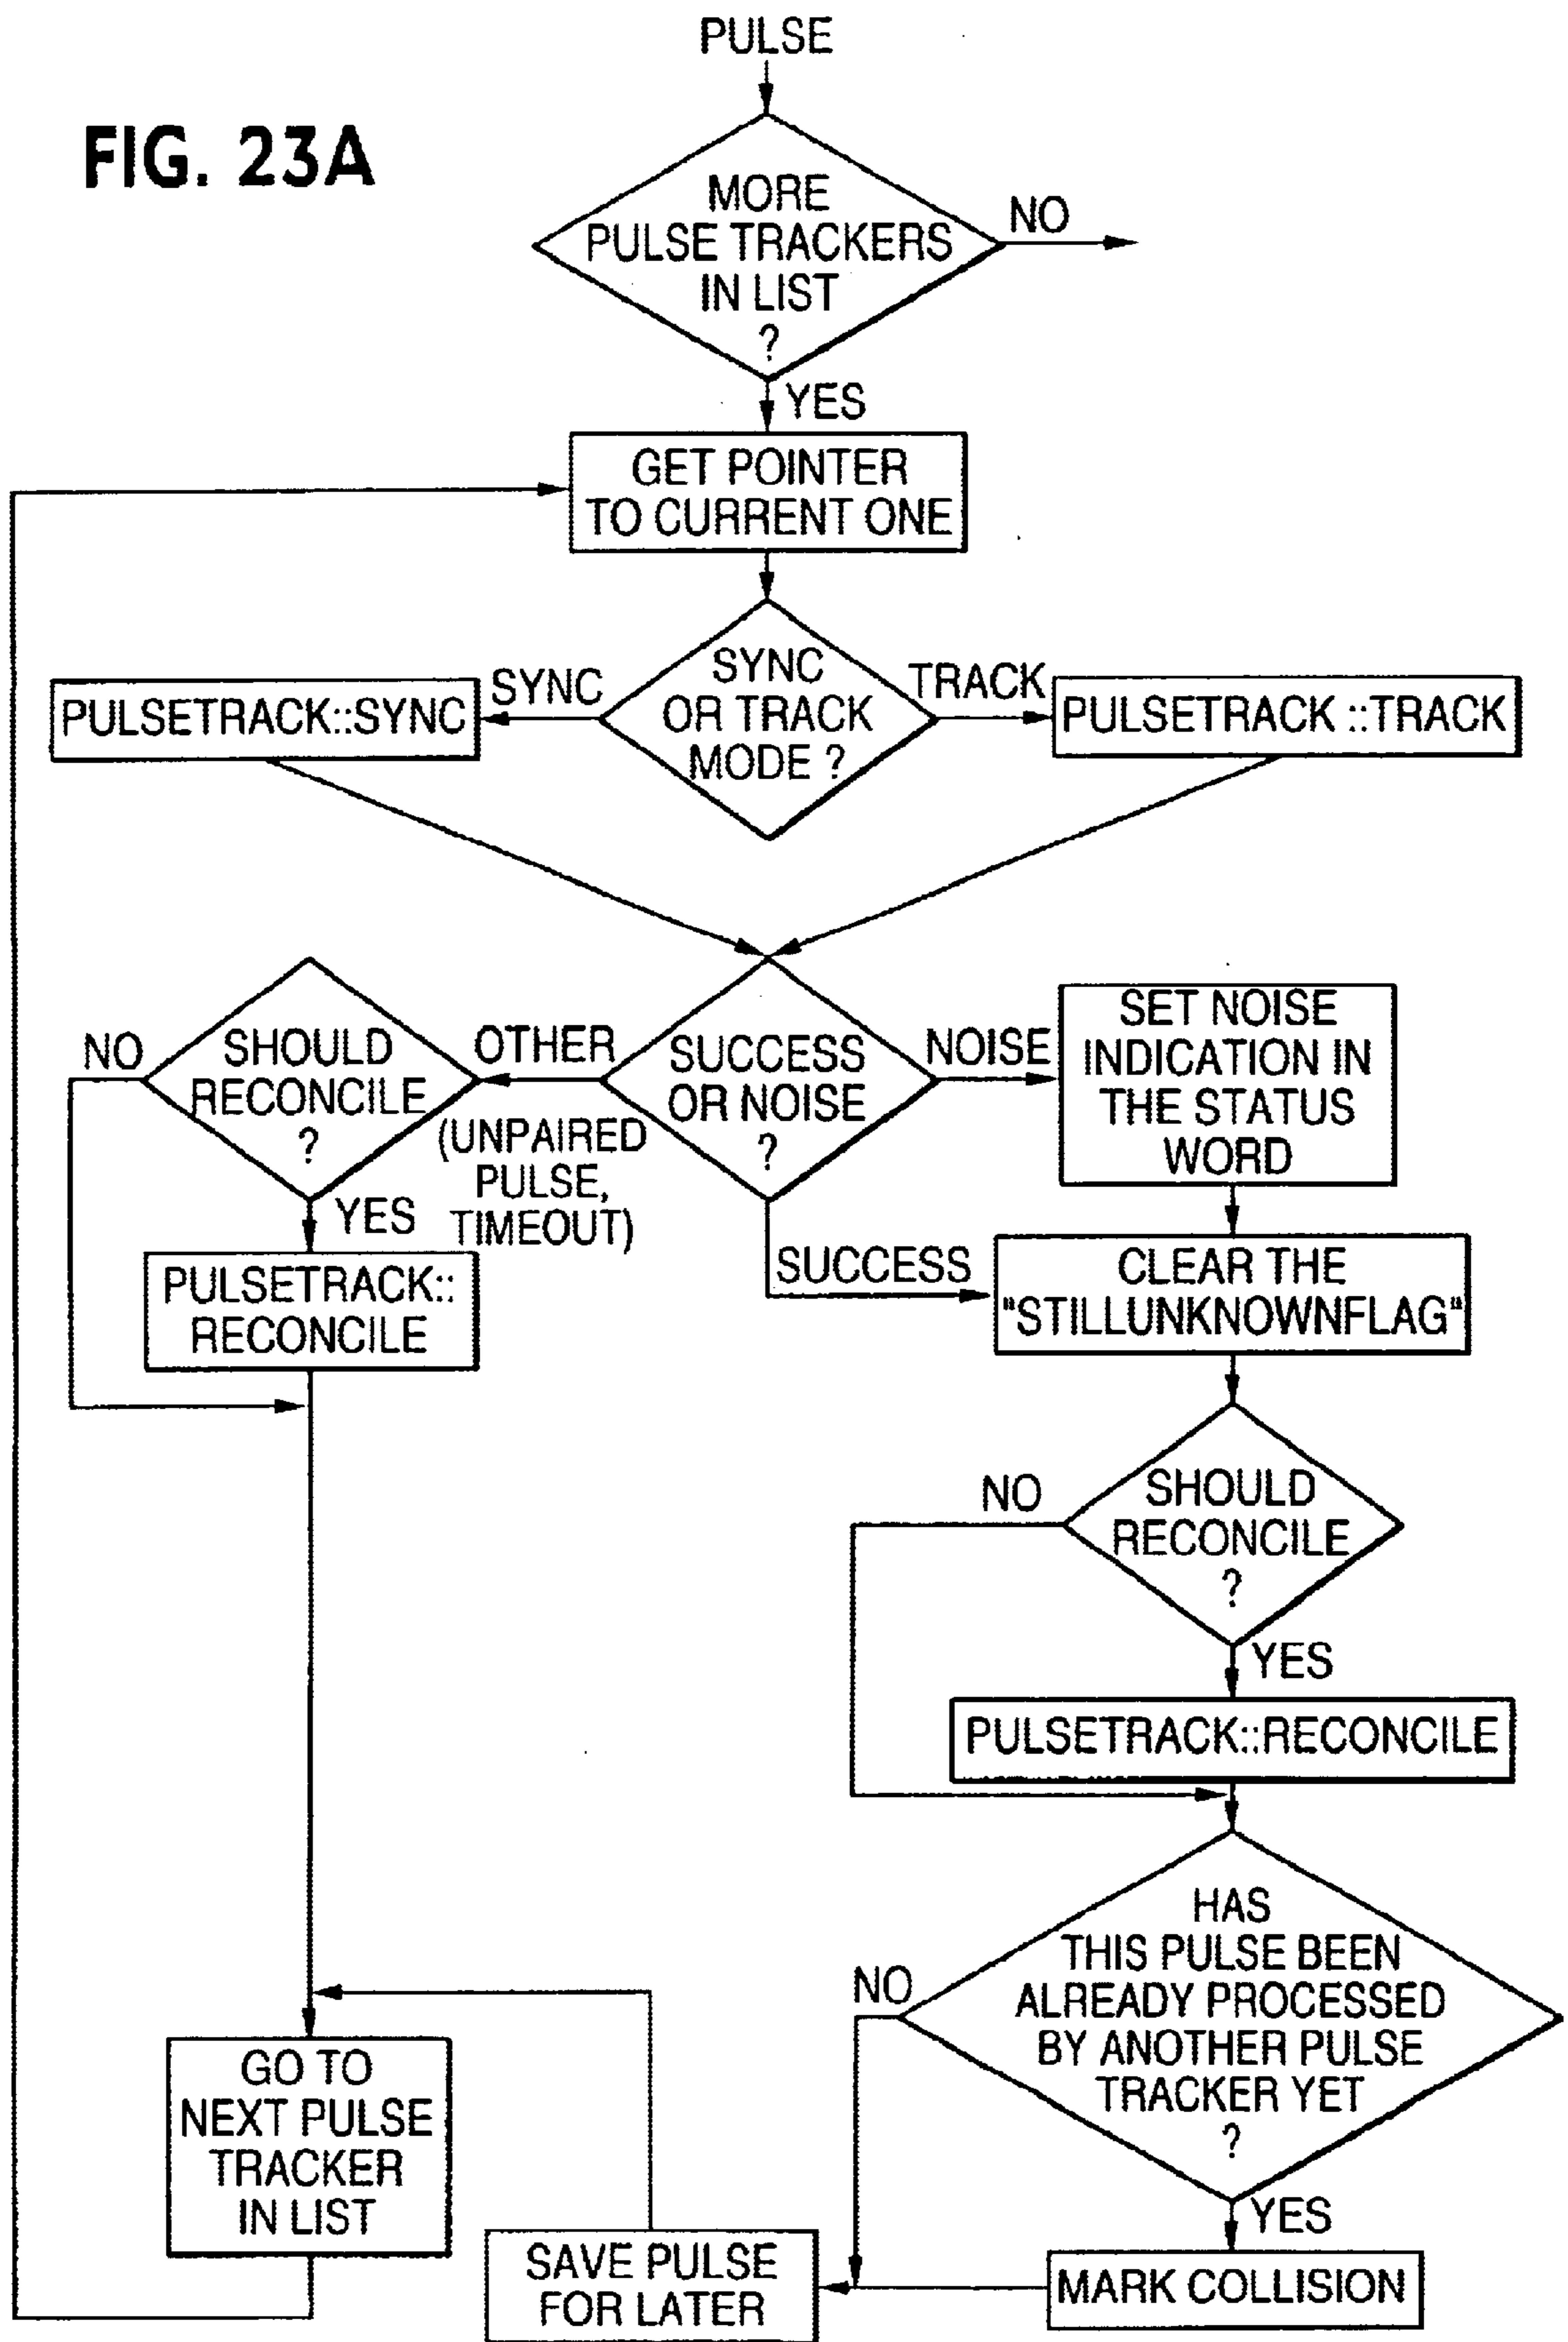 PULSE
FIG. 23A
MORE
PULSE TRACKERS
IN LIST
?
NO
YES
GET POINTER
TO CURRENT ONE
SYNC
OR TRACK
MODE ?
SYNC
TRACK
PULSETRACK::SYNC
PULSETRACK ::TRACK
SUCCESS
OR NOISE
?
OTHER
(UNPAIRED
PULSE,
TIMEOUT)
NOISE
SHOULD
RECONCILE
?
NO
YES
PULSETRACK::
RECONCILE
SET NOISE
INDICATION IN
THE STATUS
WORD
SUCCESS
CLEAR THE
"STILLUNKNOWNFLAG"
SHOULD
RECONCILE
?
NO
YES
PULSETRACK::RECONCILE
HAS
THIS PULSE BEEN
ALREADY PROCESSED
BY ANOTHER PULSE
TRACKER YET
?
NO
YES
MARK COLLISION
SAVE PULSE
FOR LATER
GO TO
NEXT PULSE
TRACKER
IN LIST